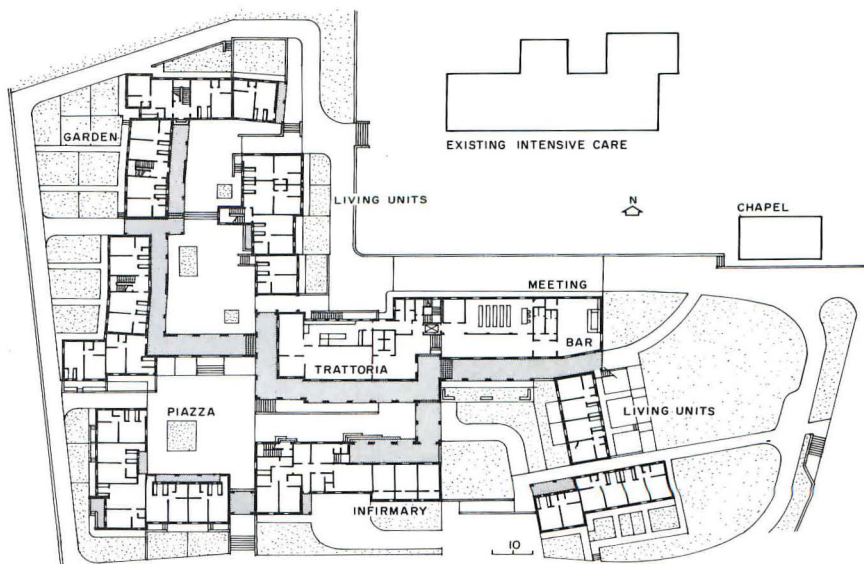 GARDEN
EXISTING INTENSIVE CARE
LIVING UNITS
N
CHAPEL
MEETING
BAR
TRATTORIA
PIAZZA
LIVING UNITS
INFIRMARY
10